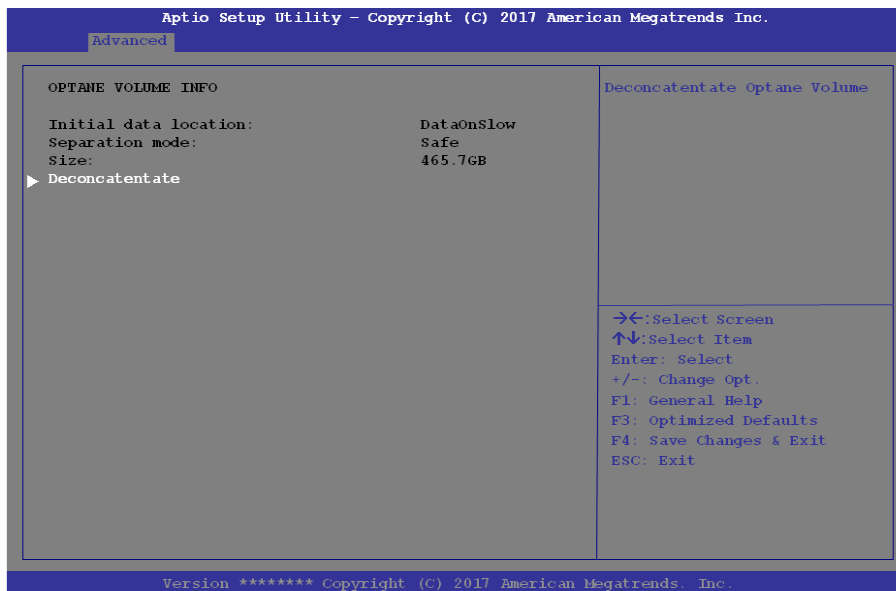 Aptio Setup Utility - Copyright (C) 2017 American Megatrends Inc.
Advanced
OPTANE VOLUME INFO
Initial data location: DataOnSlow
Separation mode: Safe
Size: 465.7GB
▶ Deconcatentate
Deconcatentate Optane Volume
→←:Select Screen
↑↓:Select Item
Enter: Select
+/-: Change Opt.
F1: General Help
F3: Optimized Defaults
F4: Save Changes & Exit
ESC: Exit
Version ******** Copyright (C) 2017 American Megatrends. Inc.